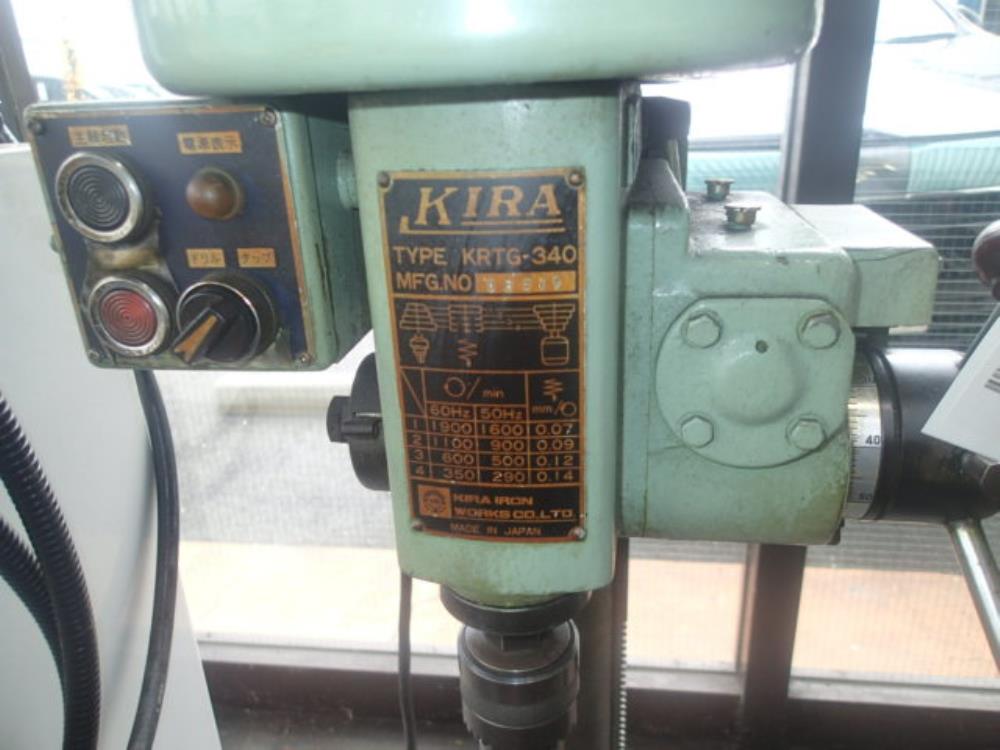 主軸起動
電源表示
ドリル タップ
KIRA
TYPE KRTG-340
MFG.NO
/min
60Hz 50Hz mm/
1 1900 1600 0.07
2 1100 900 0.09
3 600 500 0.12
4 350 290 0.14
KIRA IRON
WORKS CO.,LTD.
MADE IN JAPAN
40